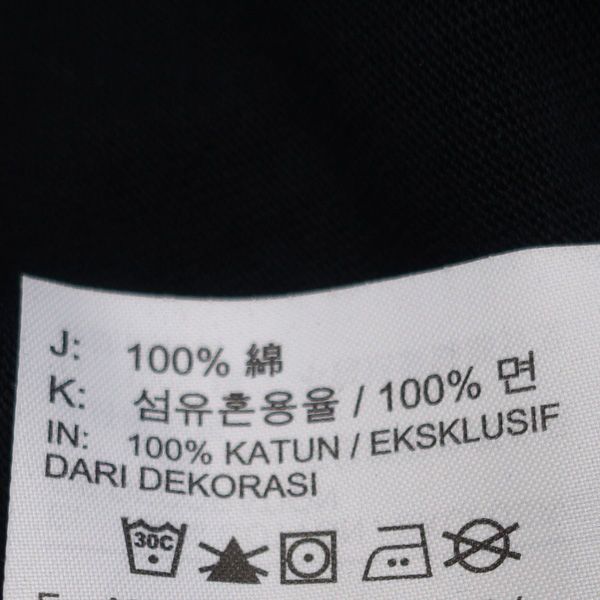 J: 100% 綿
K: 섬유혼용율 / 100% 면
IN: 100% KATUN / EKSKLUSIF
DARI DEKORASI
30C